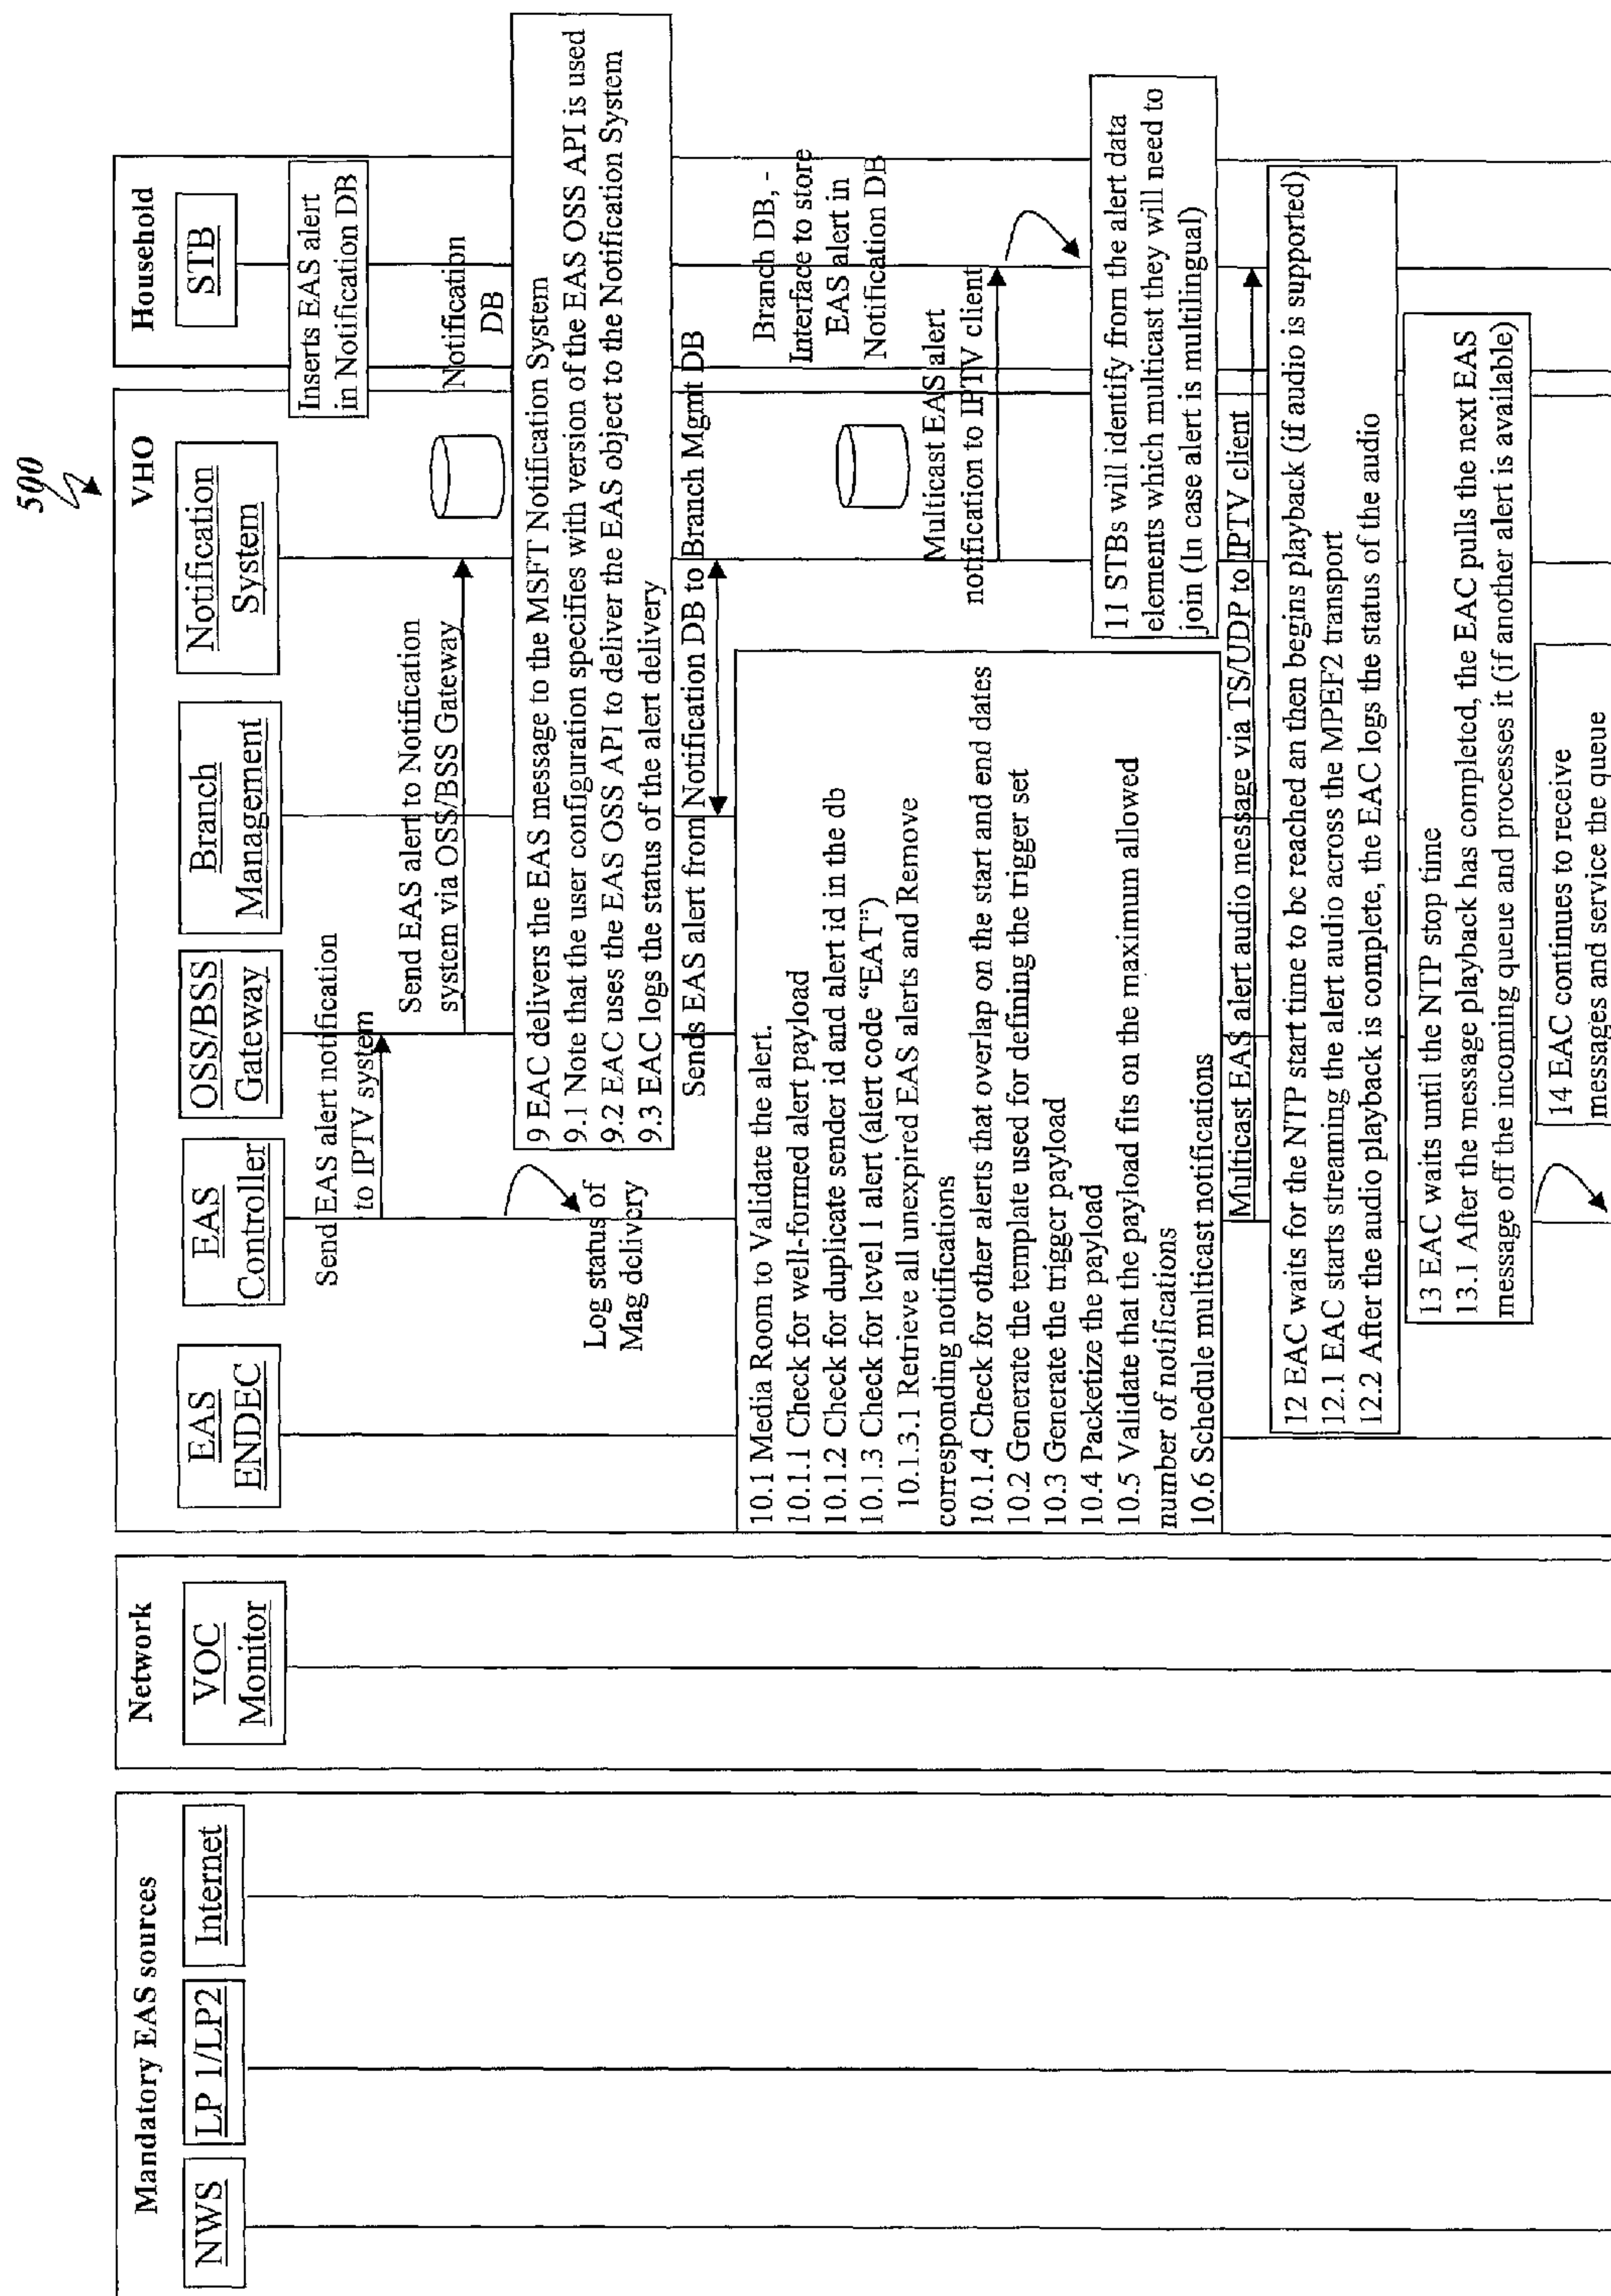 500
Mandatory EAS sources
NWS
LP 1/LP2
Internet
Network
VOC
Monitor
VHO
EAS
ENDEC
EAS
Controller
OSS/BSS
Gateway
Branch
Management
Notification
System
Household
STB
Inserts EAS alert
in Notification DB
Send EAS alert notification
to IPTV system
Send EAS alert to Notification
system via OSS/BSS Gateway
Notification
DB
Log status of
Mag delivery
9 EAC delivers the EAS message to the MSFT Notification System
9.1 Note that the user configuration specifies with version of the EAS OSS API is used
9.2 EAC uses the EAS OSS API to deliver the EAS object to the Notification System
9.3 EAC logs the status of the alert delivery
Sends EAS alert from Notification DB to Branch Mgmt DB
Branch DB, -
Interface to store
EAS alert in
Notification DB
10.1 Media Room to Validate the alert.
10.1.1 Check for well-formed alert payload
10.1.2 Check for duplicate sender id and alert id in the db
10.1.3 Check for level 1 alert (alert code “EAT”)
10.1.3.1 Retrieve all unexpired EAS alerts and Remove
corresponding notifications
10.1.4 Check for other alerts that overlap on the start and end dates
10.2 Generate the template used for defining the trigger set
10.3 Generate the trigger payload
10.4 Packetize the payload
10.5 Validate that the payload fits on the maximum allowed
number of notifications
10.6 Schedule multicast notifications
Multicast EAS alert
notification to IPTV client
11 STBs will identify from the alert data
elements which multicast they will need to
join (In case alert is multilingual)
Multicast EAS alert audio message via TS/UDP to IPTV client
12 EAC waits for the NTP start time to be reached an then begins playback (if audio is supported)
12.1 EAC starts streaming the alert audio across the MPEF2 transport
12.2 After the audio playback is complete, the EAC logs the status of the audio
13 EAC waits until the NTP stop time
13.1 After the message playback has completed, the EAC pulls the next EAS
message off the incoming queue and processes it (if another alert is available)
14 EAC continues to receive
messages and service the queue